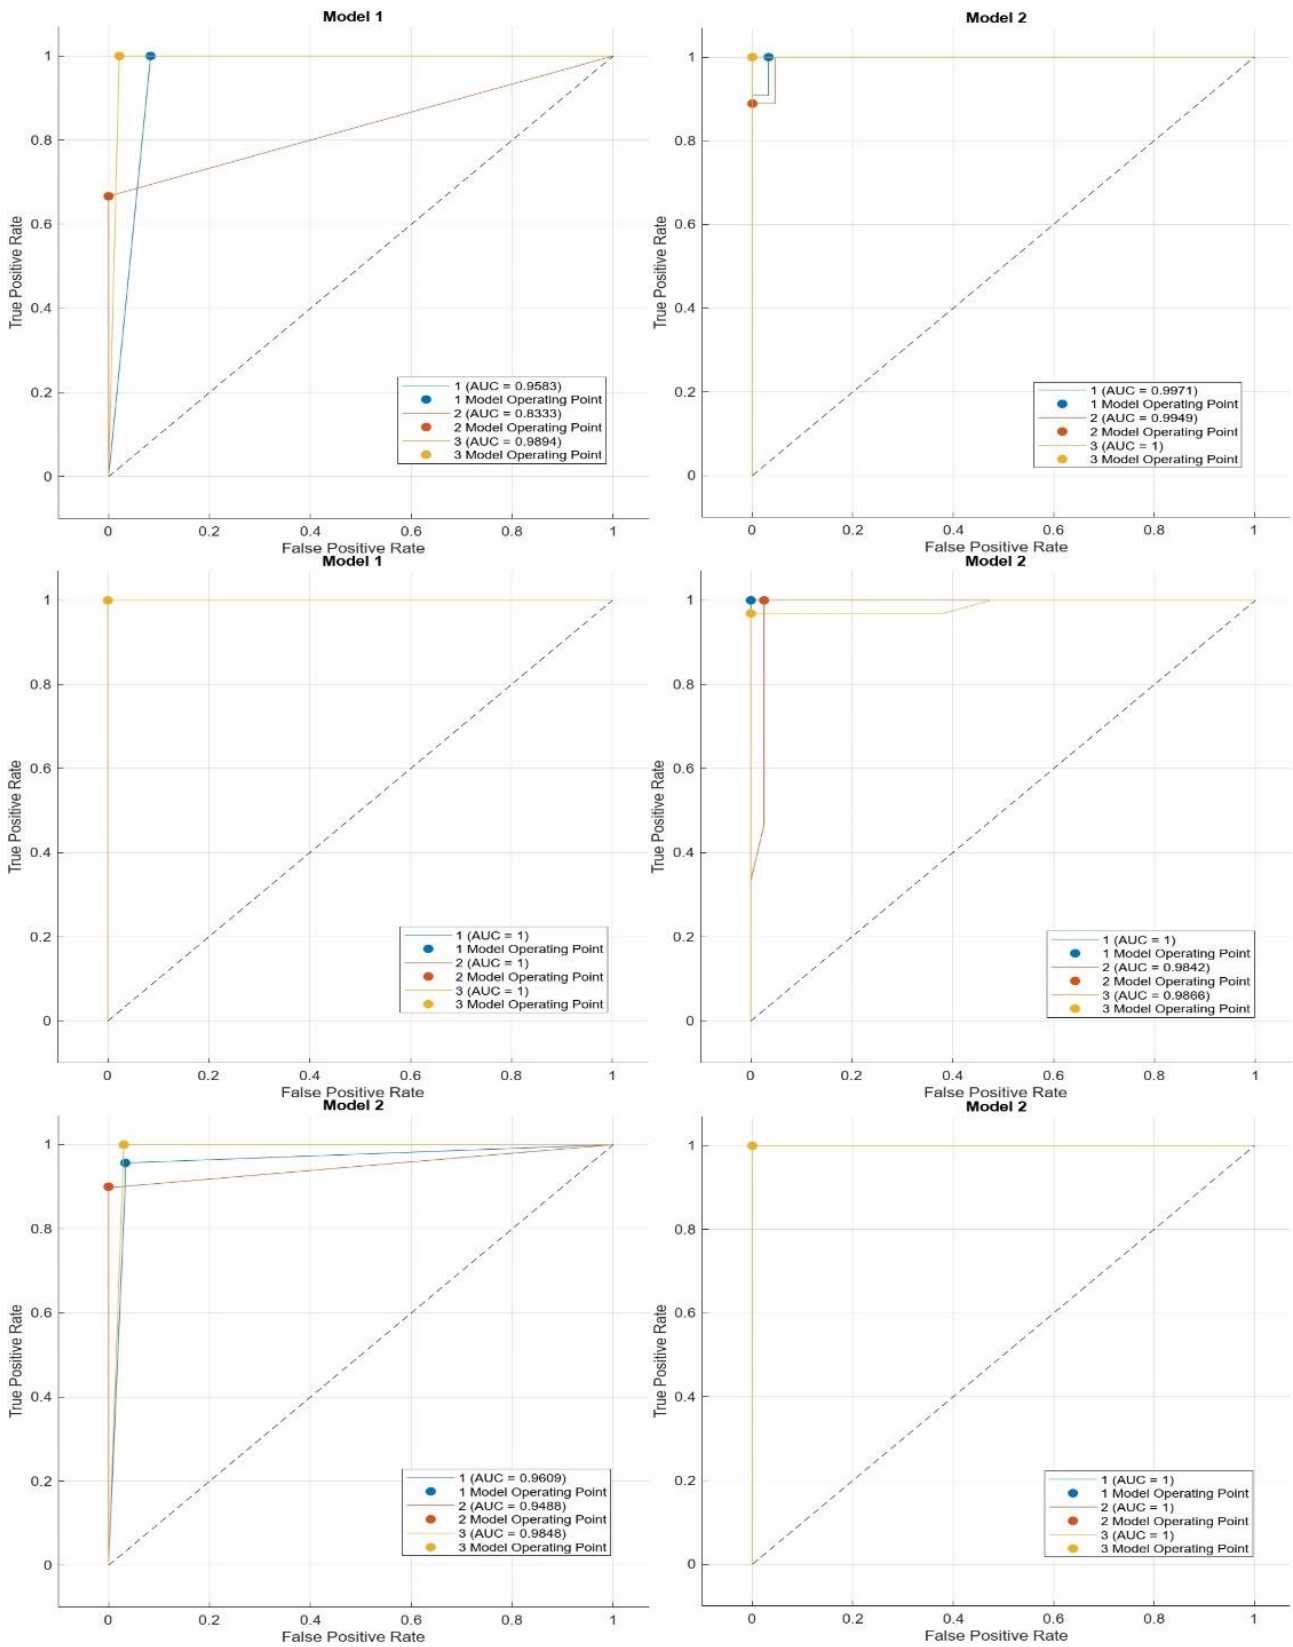 Model 1
1
0.8
0.6
0.4
0.2
0
True Positive Rate
1 (AUC = 0.9583)
1 Model Operating Point
2 (AUC = 0.8333)
2 Model Operating Point
3 (AUC = 0.9894)
3 Model Operating Point
0 0.2 0.4 0.6 0.8 1
False Positive Rate
Model 2
1
0.8
0.6
0.4
0.2
0
True Positive Rate
1 (AUC = 0.9971)
1 Model Operating Point
2 (AUC = 0.9949)
2 Model Operating Point
3 (AUC = 1)
3 Model Operating Point
0 0.2 0.4 0.6 0.8 1
False Positive Rate
Model 1
1
0.8
0.6
0.4
0.2
0
True Positive Rate
1 (AUC = 1)
1 Model Operating Point
2 (AUC = 1)
2 Model Operating Point
3 (AUC = 1)
3 Model Operating Point
0 0.2 0.4 0.6 0.8 1
False Positive Rate
Model 2
1
0.8
0.6
0.4
0.2
0
True Positive Rate
1 (AUC = 1)
1 Model Operating Point
2 (AUC = 0.9842)
2 Model Operating Point
3 (AUC = 0.9866)
3 Model Operating Point
0 0.2 0.4 0.6 0.8 1
False Positive Rate
Model 2
1
0.8
0.6
0.4
0.2
0
True Positive Rate
1 (AUC = 0.9609)
1 Model Operating Point
2 (AUC = 0.9488)
2 Model Operating Point
3 (AUC = 0.9848)
3 Model Operating Point
0 0.2 0.4 0.6 0.8 1
False Positive Rate
Model 2
1
0.8
0.6
0.4
0.2
0
True Positive Rate
1 (AUC = 1)
1 Model Operating Point
2 (AUC = 1)
2 Model Operating Point
3 (AUC = 1)
3 Model Operating Point
0 0.2 0.4 0.6 0.8 1
False Positive Rate